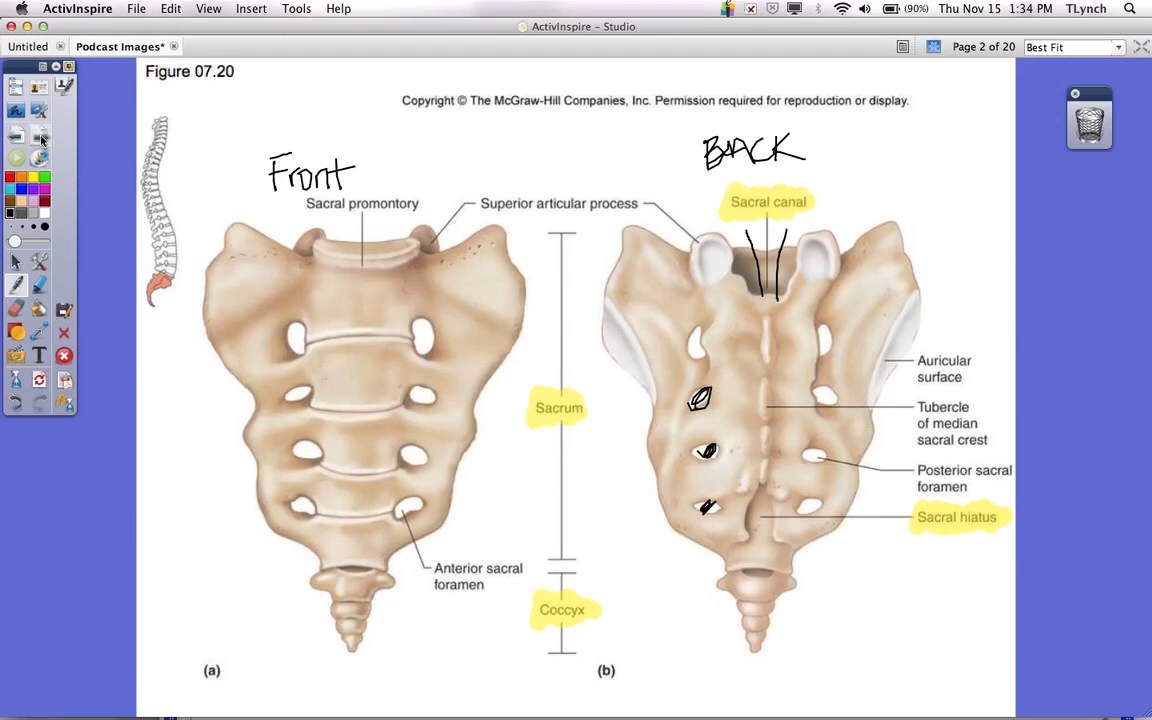 ActivInspire File Edit View Insert Tools Help (90%) Thu Nov 15 1:34 PM TLynch
ActivInspire - Studio
Untitled Podcast Images* Page 2 of 20 Best Fit
Figure 07.20
Copyright © The McGraw-Hill Companies, Inc. Permission required for reproduction or display.
Front
BACK
Sacral promontory
Superior articular process
Sacral canal
Auricular
surface
Sacrum
Tubercle
of median
sacral crest
Posterior sacral
foramen
Sacral hiatus
Anterior sacral
foramen
Coccyx
(a)
(b)